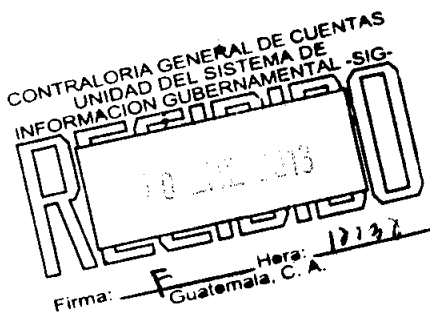 CONTRALORIA GENERAL DE CUENTAS
UNIDAD DEL SISTEMA DE
INFORMACION GUBERNAMENTAL -SIG-
RECIBIDO
Firma: F Hora:
Guatemala, C. A.